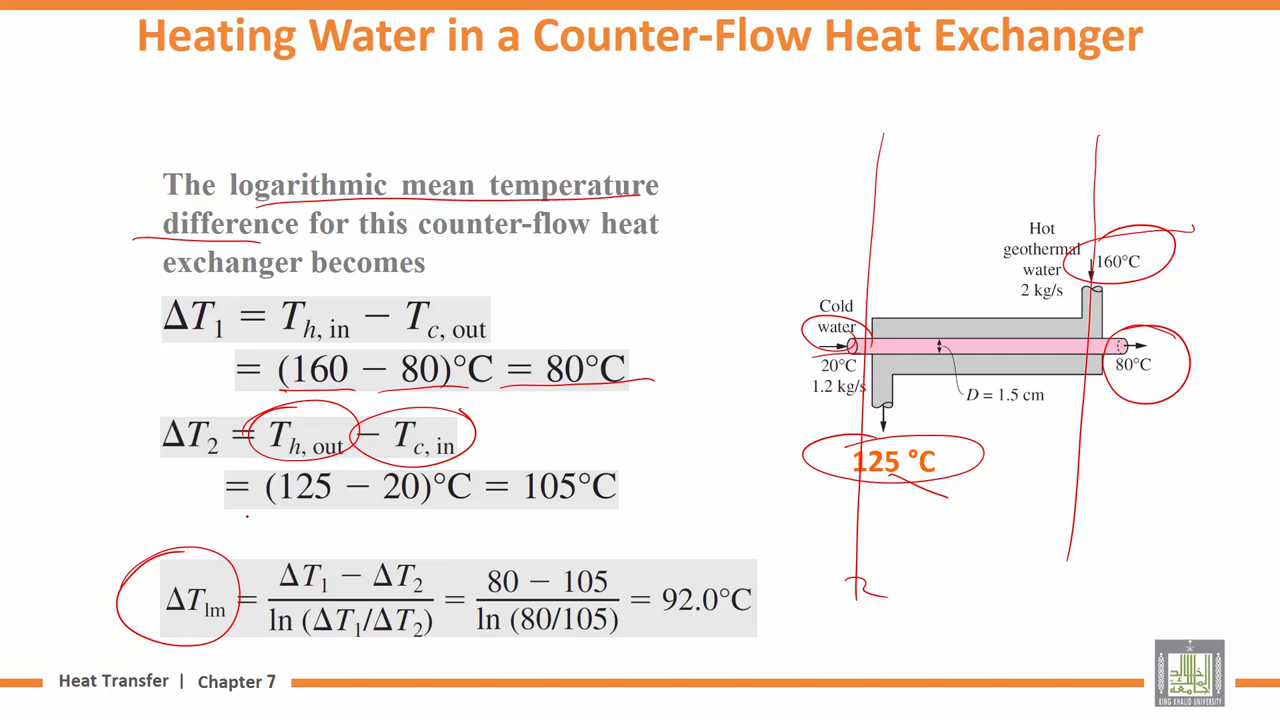 Heating Water in a Counter-Flow Heat Exchanger
The logarithmic mean temperature
difference for this counter-flow heat
exchanger becomes
ΔT₁ = T_h, in − T_c, out
= (160 − 80)°C = 80°C
ΔT₂ = T_h, out − T_c, in
= (125 − 20)°C = 105°C
ΔT_lm = (ΔT₁ − ΔT₂) / (ln (ΔT₁/ΔT₂)) = (80 − 105) / (ln (80/105)) = 92.0°C
Hot
geothermal
water
2 kg/s
160°C
Cold
water
20°C
1.2 kg/s
80°C
D = 1.5 cm
125 °C
Heat Transfer | Chapter 7
KING KHALID UNIVERSITY